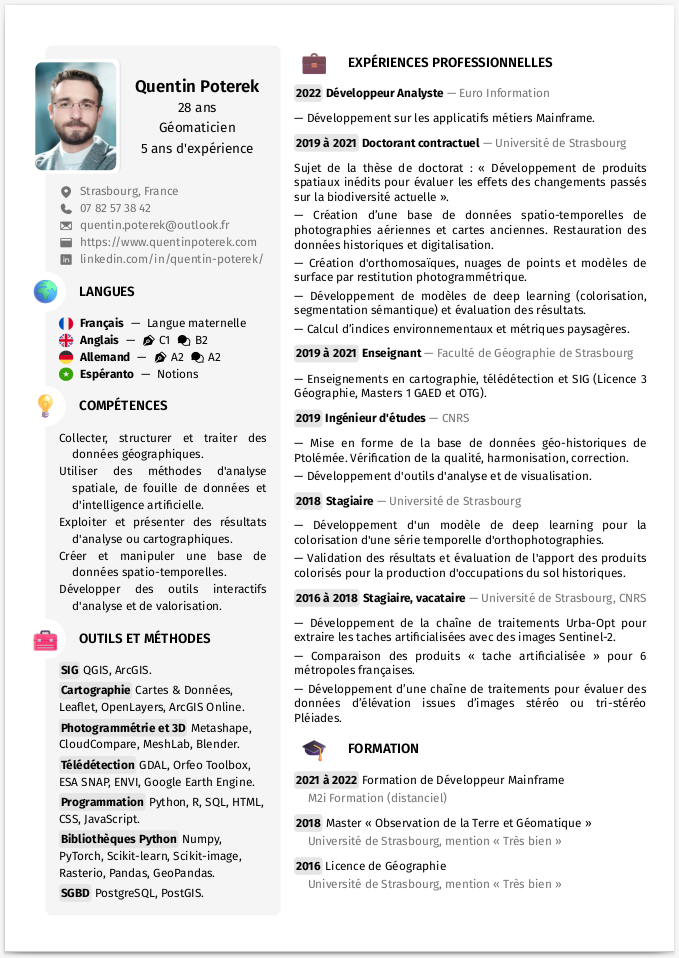 Quentin Poterek
28 ans
Géomaticien
5 ans d'expérience
Strasbourg, France
07 82 57 38 42
quentin.poterek@outlook.fr
https://www.quentinpoterek.com
linkedin.com/in/quentin-poterek/
LANGUES
Français — Langue maternelle
Anglais — C1 B2
Allemand — A2 A2
Espéranto — Notions
COMPÉTENCES
Collecter, structurer et traiter des
données géographiques.
Utiliser des méthodes d'analyse
spatiale, de fouille de données et
d'intelligence artificielle.
Exploiter et présenter des résultats
d'analyse ou cartographiques.
Créer et manipuler une base de
données spatio-temporelles.
Développer des outils interactifs
d'analyse et de valorisation.
OUTILS ET MÉTHODES
SIG QGIS, ArcGIS.
Cartographie Cartes & Données,
Leaflet, OpenLayers, ArcGIS Online.
Photogrammétrie et 3D Metashape,
CloudCompare, MeshLab, Blender.
Télédétection GDAL, Orfeo Toolbox,
ESA SNAP, ENVI, Google Earth Engine.
Programmation Python, R, SQL, HTML,
CSS, JavaScript.
Bibliothèques Python Numpy,
PyTorch, Scikit-learn, Scikit-image,
Rasterio, Pandas, GeoPandas.
SGBD PostgreSQL, PostGIS.
EXPÉRIENCES PROFESSIONNELLES
2022 Développeur Analyste — Euro Information
— Développement sur les applicatifs métiers Mainframe.
2019 à 2021 Doctorant contractuel — Université de Strasbourg
Sujet de la thèse de doctorat : « Développement de produits
spatiaux inédits pour évaluer les effets des changements passés
sur la biodiversité actuelle ».
— Création d’une base de données spatio-temporelles de
photographies aériennes et cartes anciennes. Restauration des
données historiques et digitalisation.
— Création d'orthomosaïques, nuages de points et modèles de
surface par restitution photogrammétrique.
— Développement de modèles de deep learning (colorisation,
segmentation sémantique) et évaluation des résultats.
— Calcul d’indices environnementaux et métriques paysagères.
2019 à 2021 Enseignant — Faculté de Géographie de Strasbourg
— Enseignements en cartographie, télédétection et SIG (Licence 3
Géographie, Masters 1 GAED et OTG).
2019 Ingénieur d'études — CNRS
— Mise en forme de la base de données géo-historiques de
Ptolémée. Vérification de la qualité, harmonisation, correction.
— Développement d'outils d'analyse et de visualisation.
2018 Stagiaire — Université de Strasbourg
— Développement d'un modèle de deep learning pour la
colorisation d'une série temporelle d'orthophotographies.
— Validation des résultats et évaluation de l'apport des produits
colorisés pour la production d'occupations du sol historiques.
2016 à 2018 Stagiaire, vacataire — Université de Strasbourg, CNRS
— Développement de la chaîne de traitements Urba-Opt pour
extraire les taches artificialisées avec des images Sentinel-2.
— Comparaison des produits « tache artificialisée » pour 6
métropoles françaises.
— Développement d’une chaîne de traitements pour évaluer des
données d’élévation issues d’images stéréo ou tri-stéréo
Pléiades.
FORMATION
2021 à 2022 Formation de Développeur Mainframe
M2i Formation (distanciel)
2018 Master « Observation de la Terre et Géomatique »
Université de Strasbourg, mention « Très bien »
2016 Licence de Géographie
Université de Strasbourg, mention « Très bien »